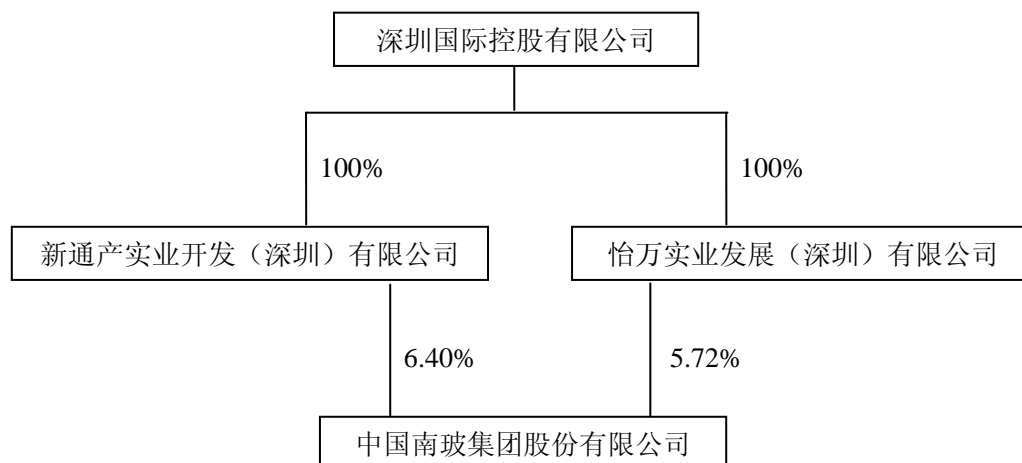 深圳国际控股有限公司
100%
100%
新通产实业开发（深圳）有限公司
怡万实业发展（深圳）有限公司
6.40%
5.72%
中国南玻集团股份有限公司